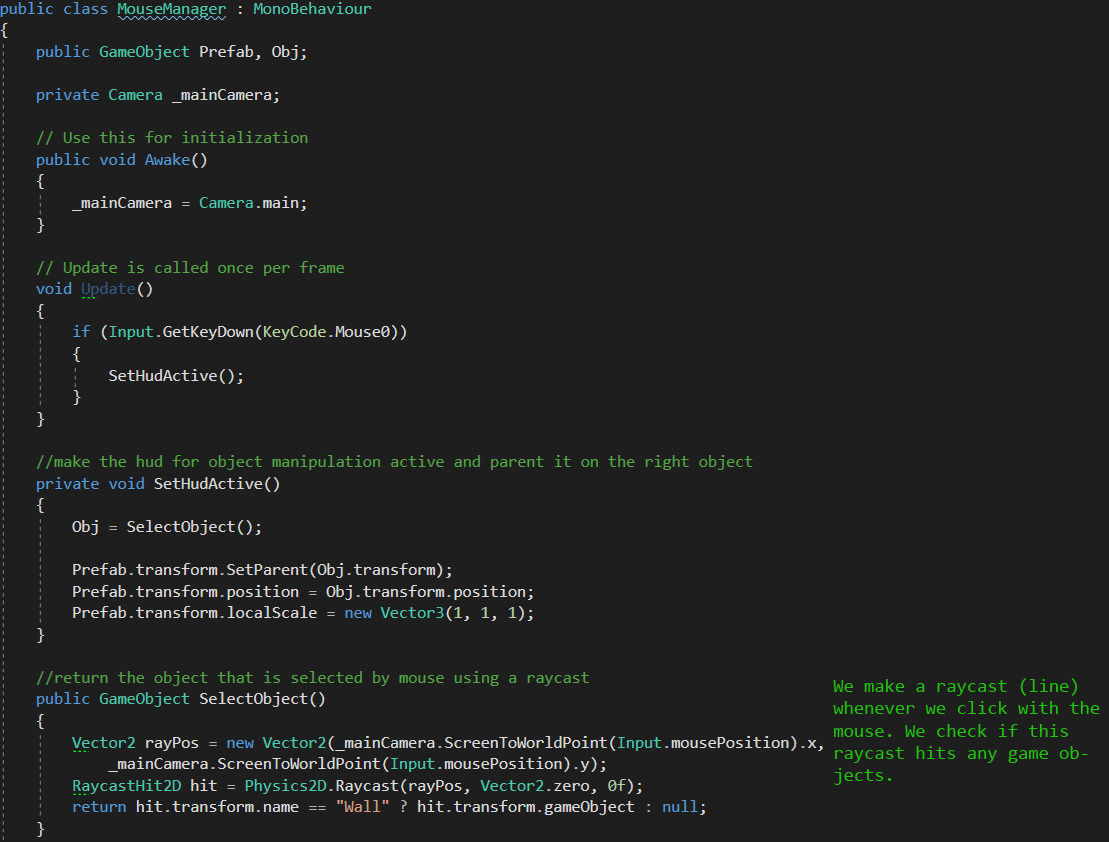 public class MouseManager : MonoBehaviour
{
    public GameObject Prefab, Obj;

    private Camera _mainCamera;

    // Use this for initialization
    public void Awake()
    {
        _mainCamera = Camera.main;
    }

    // Update is called once per frame
    void Update()
    {
        if (Input.GetKeyDown(KeyCode.Mouse0))
        {
            SetHudActive();
        }
    }

    //make the hud for object manipulation active and parent it on the right object
    private void SetHudActive()
    {
        Obj = SelectObject();

        Prefab.transform.SetParent(Obj.transform);
        Prefab.transform.position = Obj.transform.position;
        Prefab.transform.localScale = new Vector3(1, 1, 1);
    }

    //return the object that is selected by mouse using a raycast
    public GameObject SelectObject()
    {
        Vector2 rayPos = new Vector2(_mainCamera.ScreenToWorldPoint(Input.mousePosition).x,
            _mainCamera.ScreenToWorldPoint(Input.mousePosition).y);
        RaycastHit2D hit = Physics2D.Raycast(rayPos, Vector2.zero, 0f);
        return hit.transform.name == "Wall" ? hit.transform.gameObject : null;
    }
We make a raycast (line)
whenever we click with the
mouse. We check if this
raycast hits any game ob-
jects.